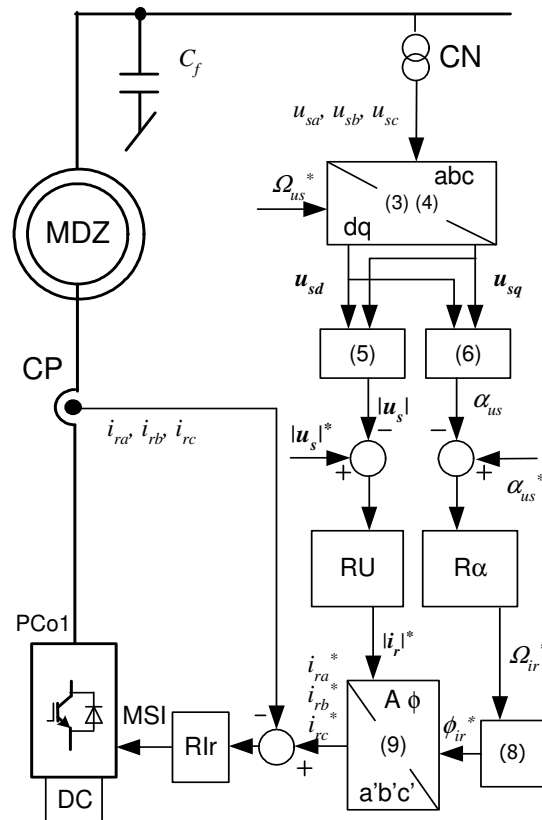 C_f
CN
u_sa, u_sb, u_sc
Ω_us*
abc
(3) (4)
dq
MDZ
u_sd
u_sq
(5)
(6)
CP
i_ra, i_rb, i_rc
|u_s|
α_us
|u_s|*
−
+
−
+
α_us*
RU
Rα
PCo1
|i_r|*
Ω_ir*
i_ra*
i_rb*
i_rc*
A ϕ
(9)
a'b'c'
ϕ_ir*
(8)
MSI
RIr
−
+
DC